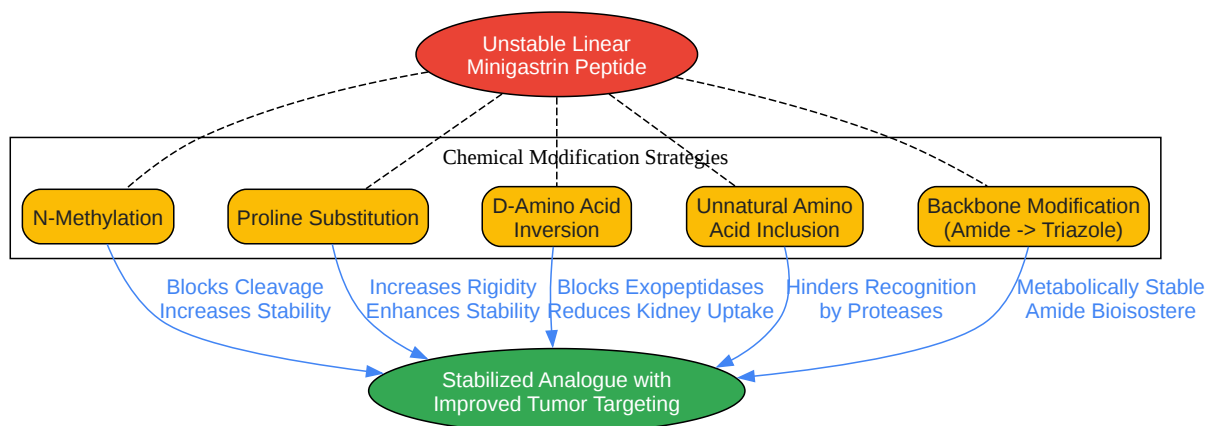 Unstable Linear
Minigastrin Peptide
Chemical Modification Strategies
N-Methylation
Proline Substitution
D-Amino Acid
Inversion
Unnatural Amino
Acid Inclusion
Backbone Modification
(Amide -> Triazole)
Blocks Cleavage
Increases Stability
Increases Rigidity
Enhances Stability
Blocks Exopeptidases
Reduces Kidney Uptake
Hinders Recognition
by Proteases
Metabolically Stable
Amide Bioisostere
Stabilized Analogue with
Improved Tumor Targeting